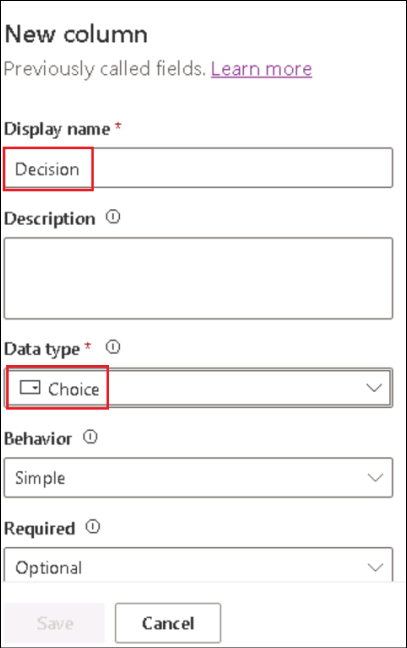 New column
Previously called fields. Learn more
Display name *
Decision
Description
Data type *
Choice
Behavior
Simple
Required
Optional
Save Cancel